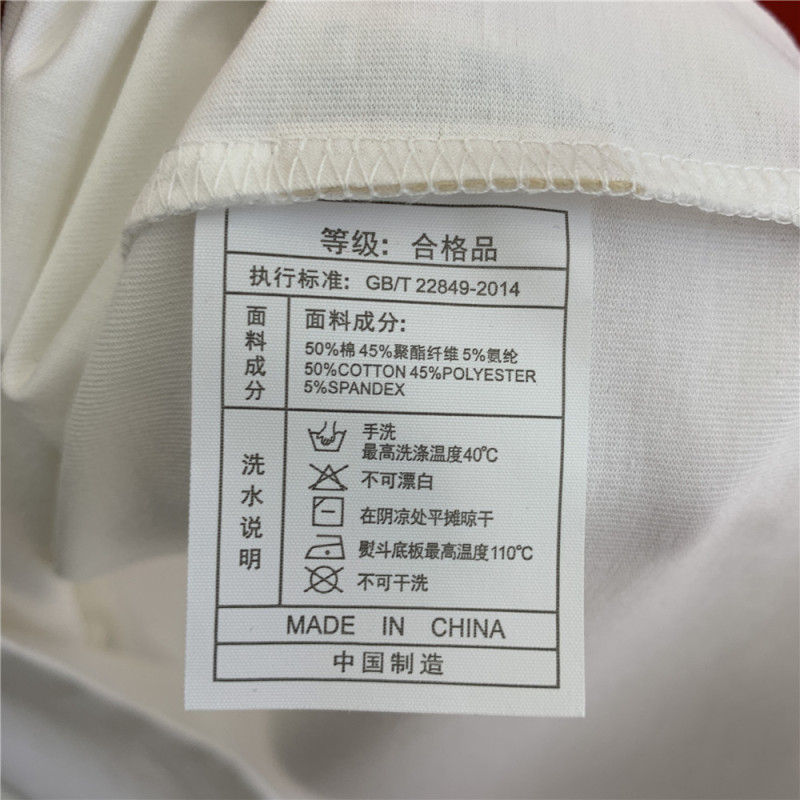 等级: 合格品
执行标准: GB/T 22849-2014
面料成分
面料成分:
50%棉 45%聚酯纤维 5%氨纶
50%COTTON 45%POLYESTER
5%SPANDEX
洗水说明
手洗
最高洗涤温度40℃
不可漂白
在阴凉处平摊晾干
熨斗底板最高温度110℃
不可干洗
MADE IN CHINA
中国制造